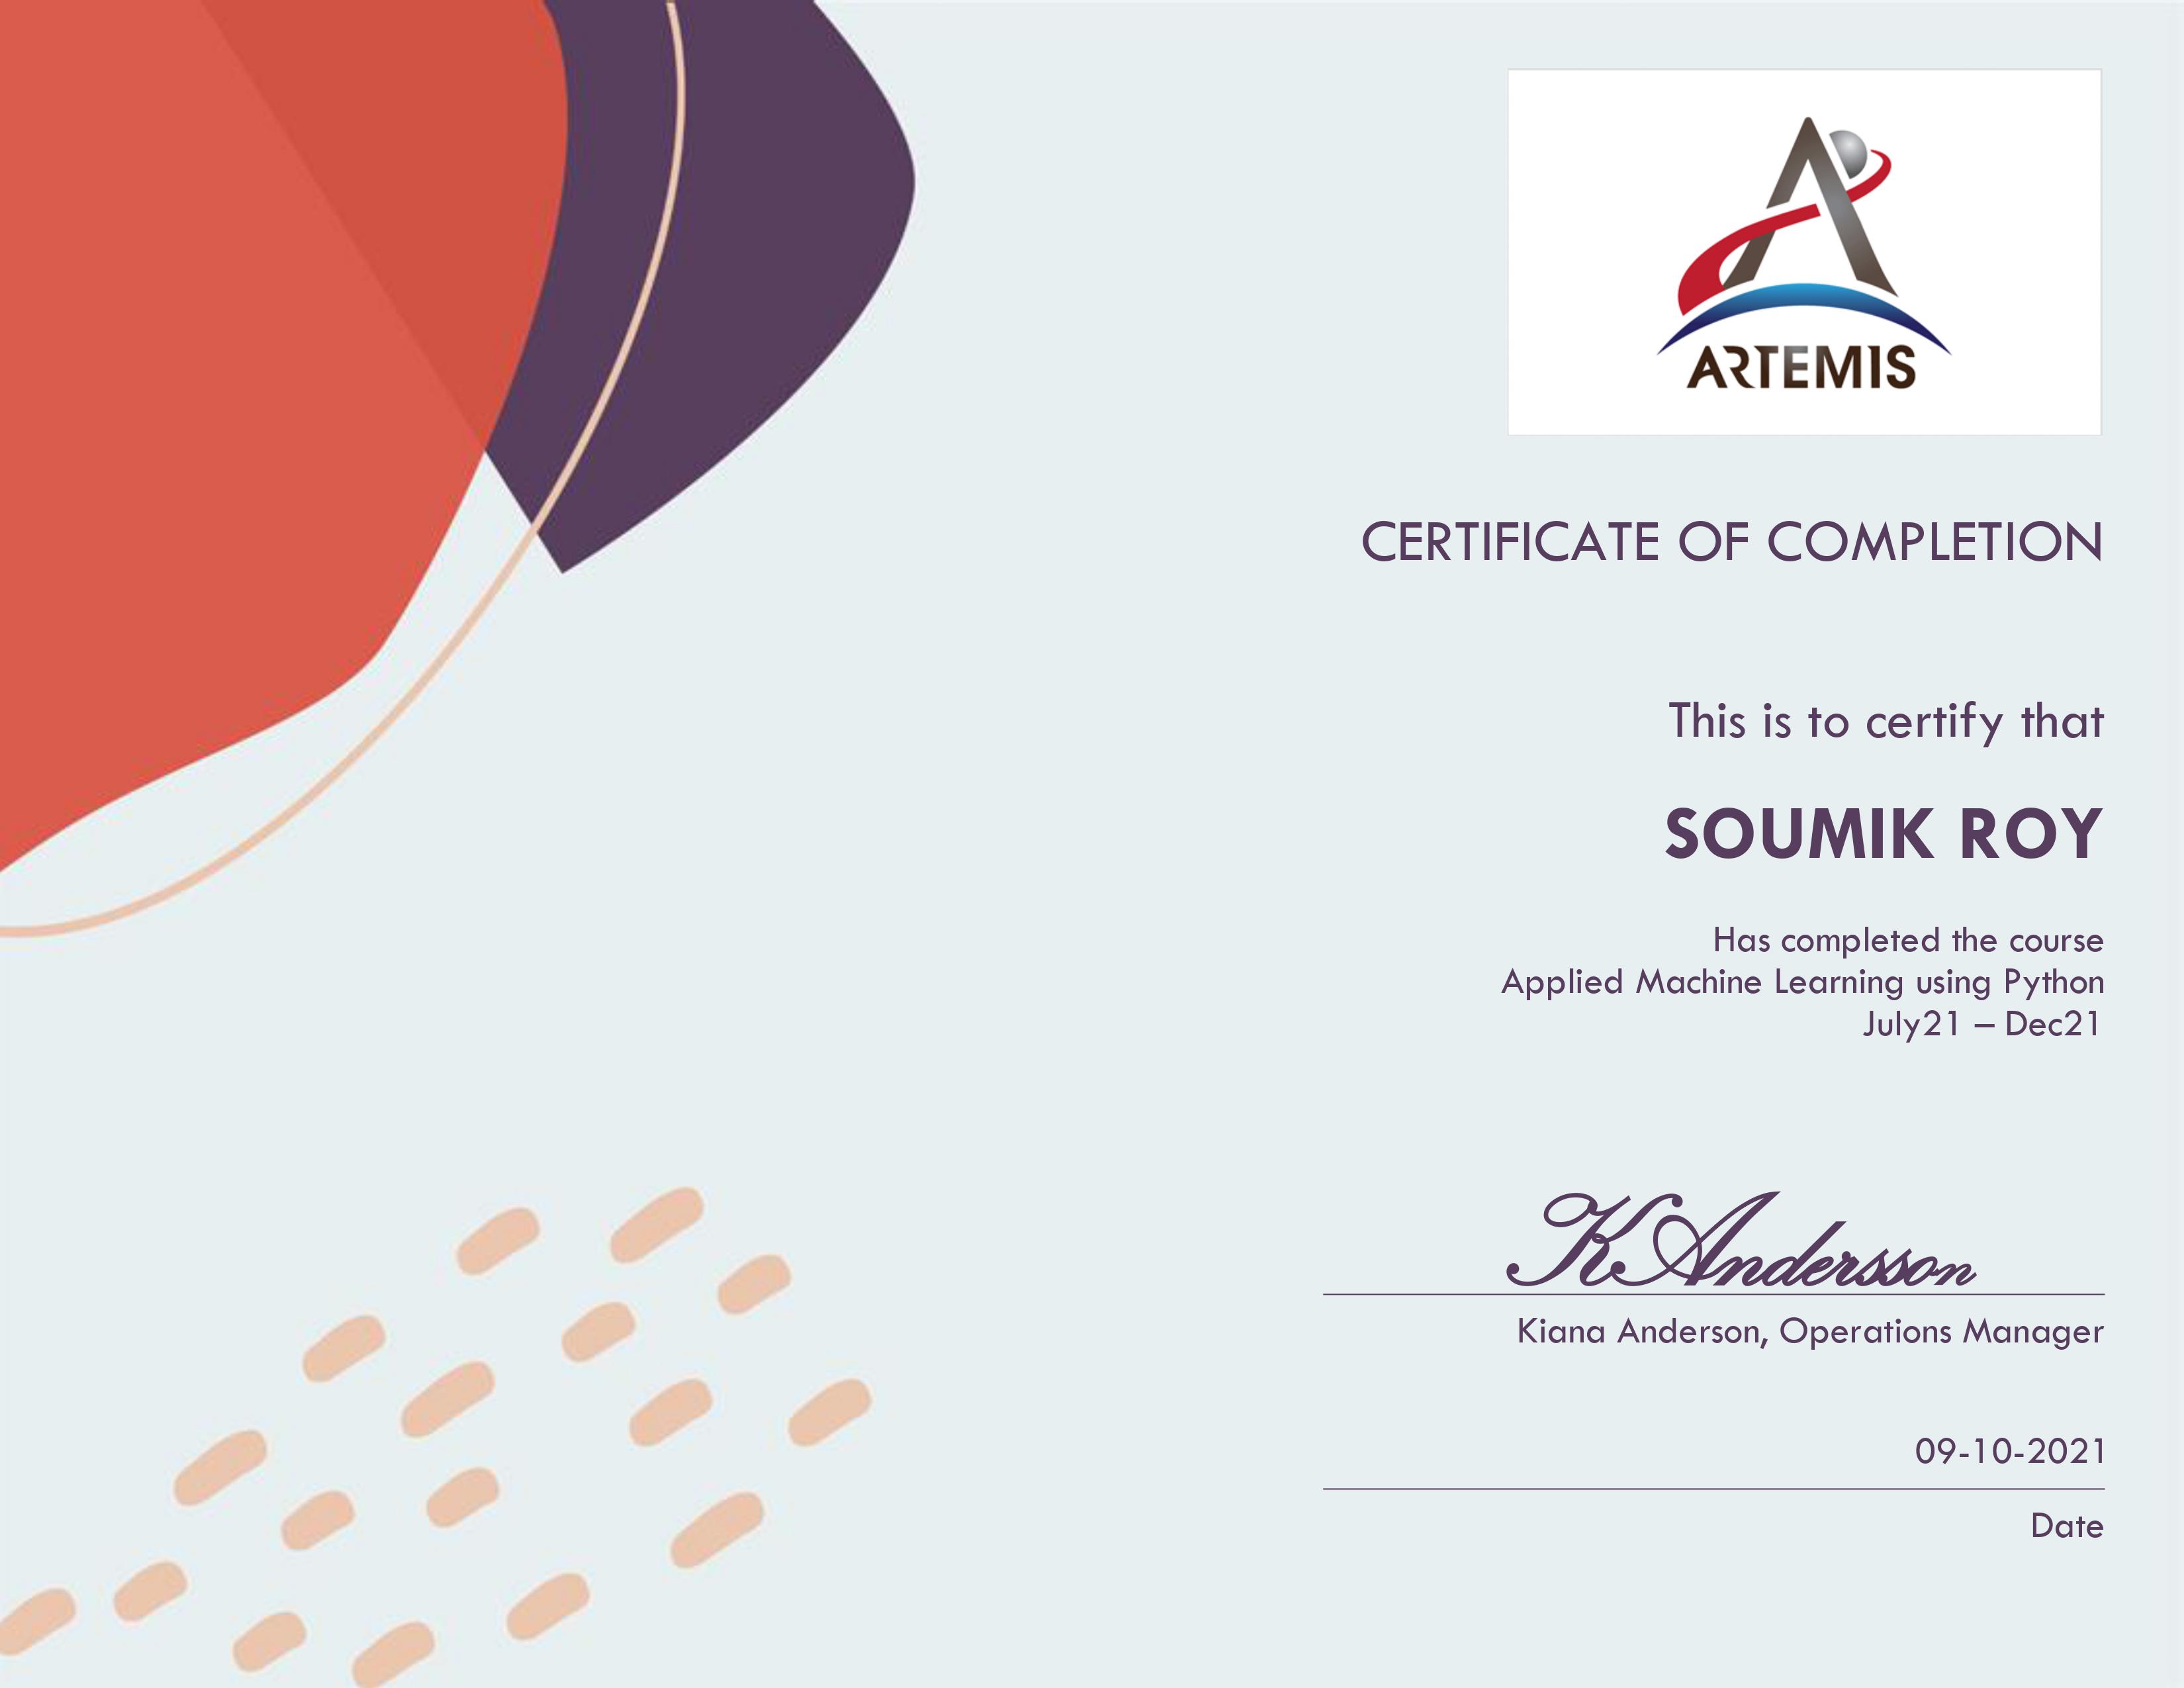 ARTEMIS
CERTIFICATE OF COMPLETION
This is to certify that
SOUMIK ROY
Has completed the course
Applied Machine Learning using Python
July21 – Dec21
KAndersson
Kiana Anderson, Operations Manager
09-10-2021
Date